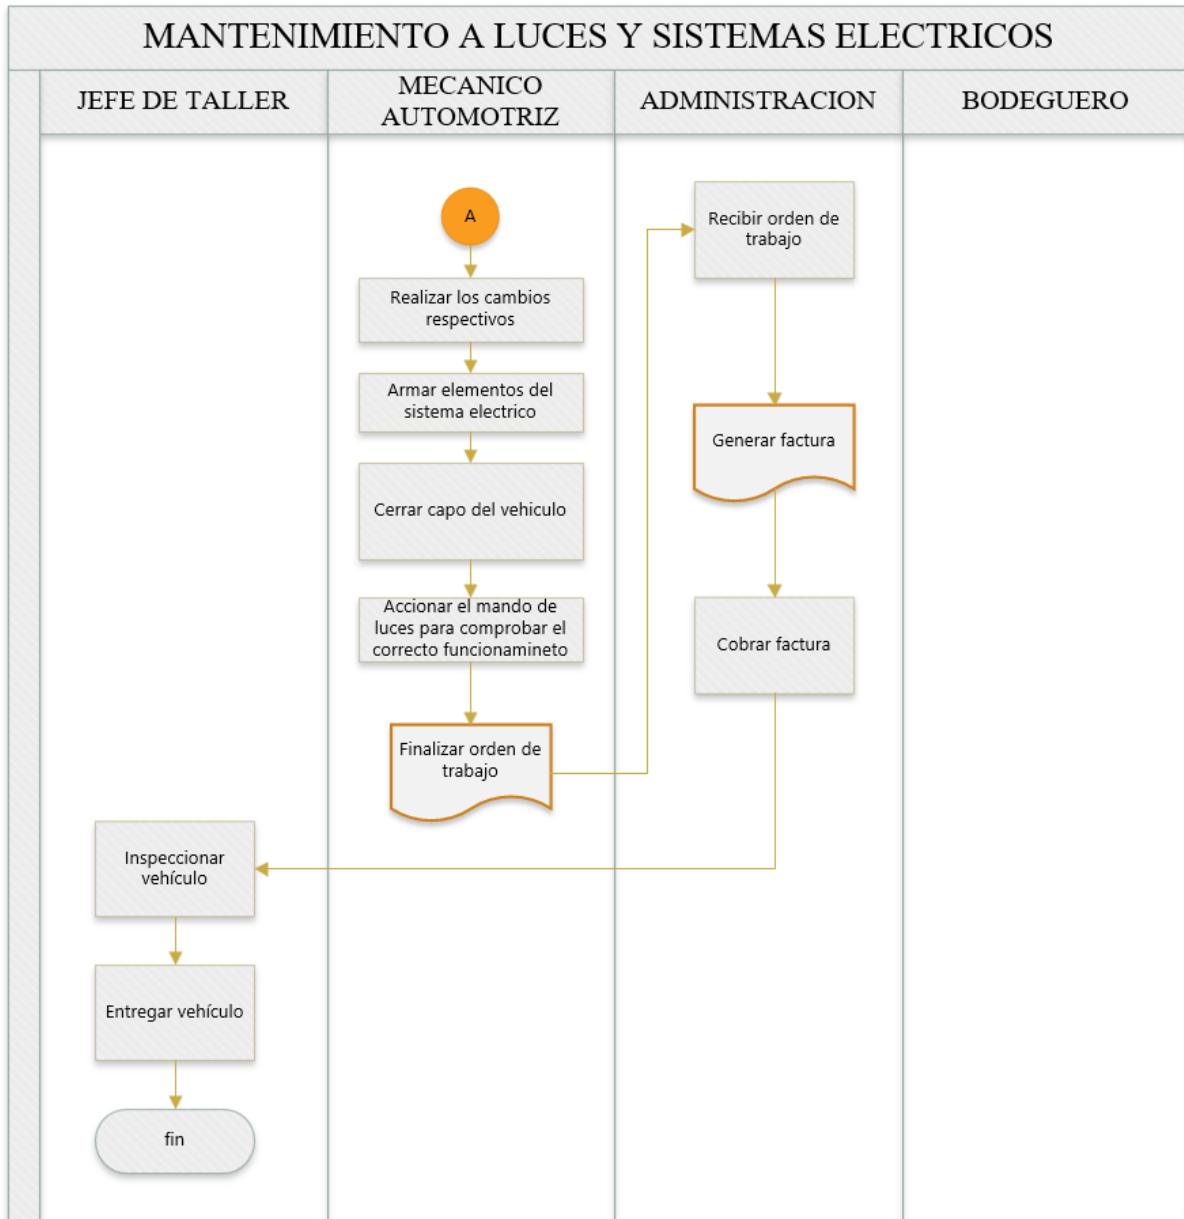 MANTENIMIENTO A LUCES Y SISTEMAS ELECTRICOS
JEFE DE TALLER
MECANICO
AUTOMOTRIZ
ADMINISTRACION
BODEGUERO
A
Realizar los cambios
respectivos
Armar elementos del
sistema electrico
Cerrar capo del vehiculo
Accionar el mando de
luces para comprobar el
correcto funcionamineto
Finalizar orden de
trabajo
Recibir orden de
trabajo
Generar factura
Cobrar factura
Inspeccionar
vehículo
Entregar vehículo
fin